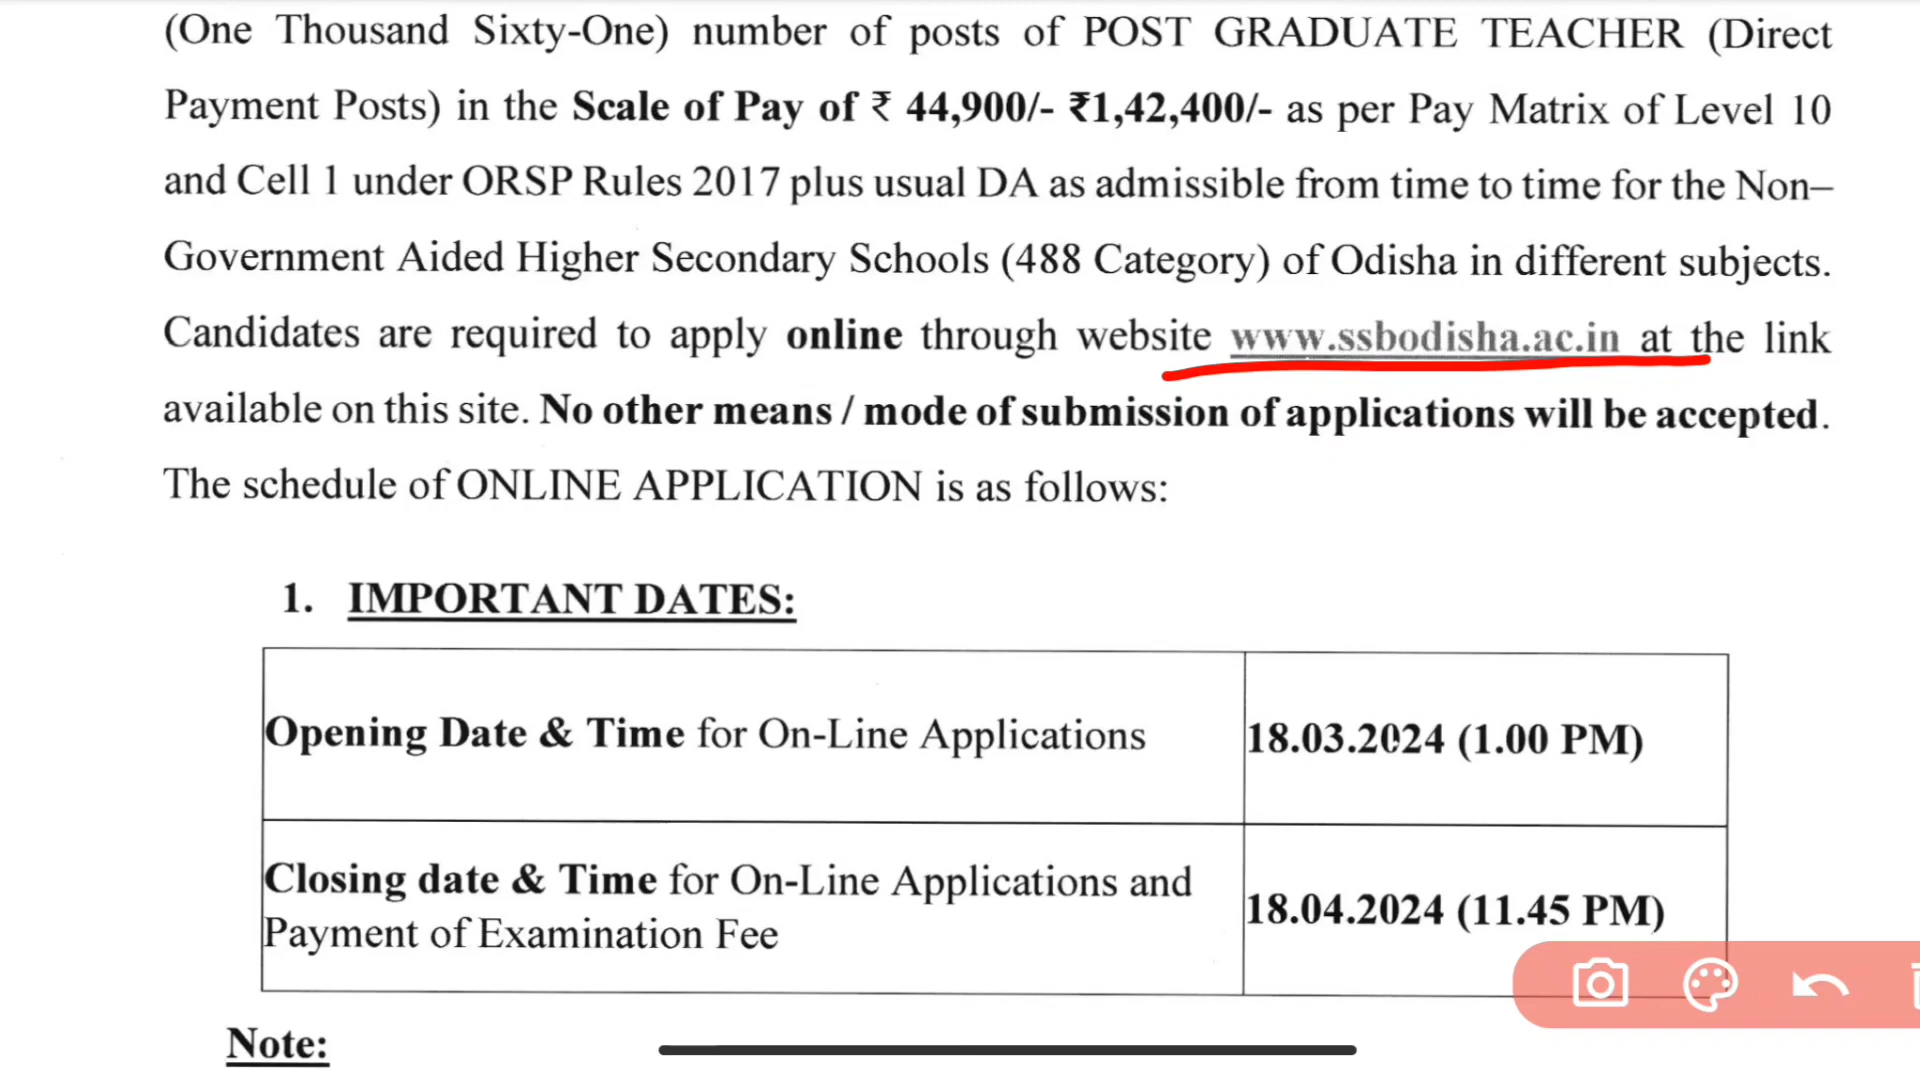 (One Thousand Sixty-One) number of posts of POST GRADUATE TEACHER (Direct
Payment Posts) in the Scale of Pay of ₹ 44,900/- ₹1,42,400/- as per Pay Matrix of Level 10
and Cell 1 under ORSP Rules 2017 plus usual DA as admissible from time to time for the Non–
Government Aided Higher Secondary Schools (488 Category) of Odisha in different subjects.
Candidates are required to apply online through website www.ssbodisha.ac.in at the link
available on this site. No other means / mode of submission of applications will be accepted.
The schedule of ONLINE APPLICATION is as follows:
1. IMPORTANT DATES:
Opening Date & Time for On-Line Applications 18.03.2024 (1.00 PM)
Closing date & Time for On-Line Applications and
Payment of Examination Fee 18.04.2024 (11.45 PM)
Note: